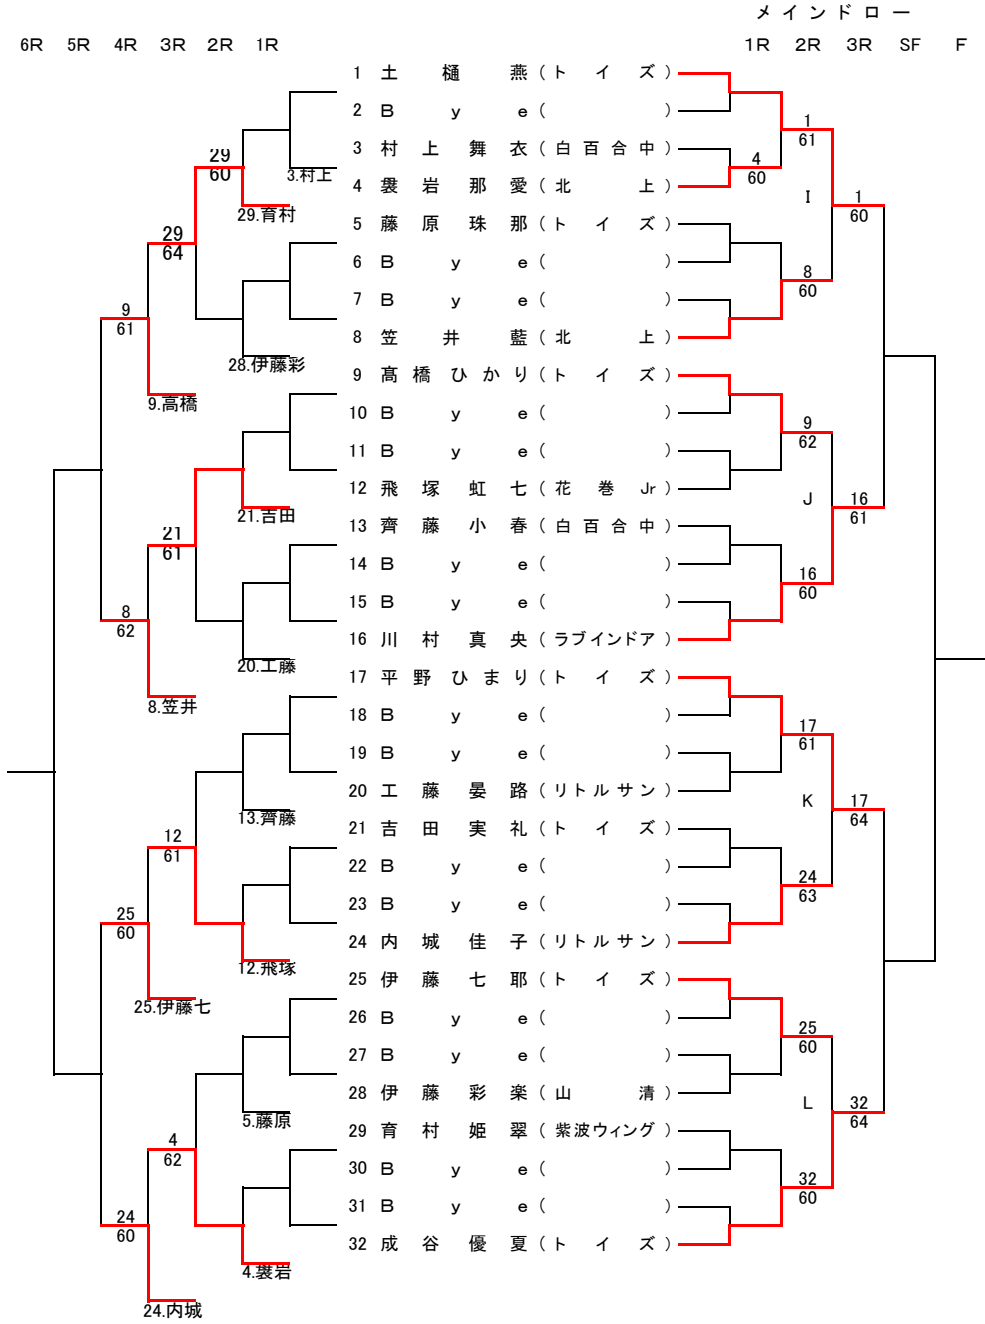 メインドロー
6R 5R 4R 3R 2R 1R 1R 2R 3R SF F
1 土樋燕 (トイズ)
2 Bye ( )
1
61
3 村上舞衣 (白百合中)
29
60
3.村上
4
60
4 襲岩那愛 (北上)
I
1
60
29.育村
5 藤原珠那 (トイズ)
29
64
6 Bye ( )
8
60
7 Bye ( )
9
61
8 笠井藍 (北上)
28.伊藤彩
9 髙橋ひかり (トイズ)
9.高橋
10 Bye ( )
9
62
11 Bye ( )
12 飛塚虹七 (花巻Jr)
J
16
61
21.吉田
13 齊藤小春 (白百合中)
21
61
14 Bye ( )
16
60
15 Bye ( )
8
62
16 川村真央 (ラブインドア)
20.工藤
17 平野ひまり (トイズ)
8.笠井
18 Bye ( )
17
61
19 Bye ( )
20 工藤晏路 (リトルサン)
K
17
64
13.齊藤
21 吉田実礼 (トイズ)
12
61
22 Bye ( )
24
63
23 Bye ( )
25
60
24 内城佳子 (リトルサン)
12.飛塚
25 伊藤七耶 (トイズ)
25.伊藤七
26 Bye ( )
25
60
27 Bye ( )
28 伊藤彩楽 (山清)
L
32
64
5.藤原
29 育村姫翠 (紫波ウィング)
4
62
30 Bye ( )
32
60
31 Bye ( )
24
60
32 成谷優夏 (トイズ)
4.襲岩
24.内城